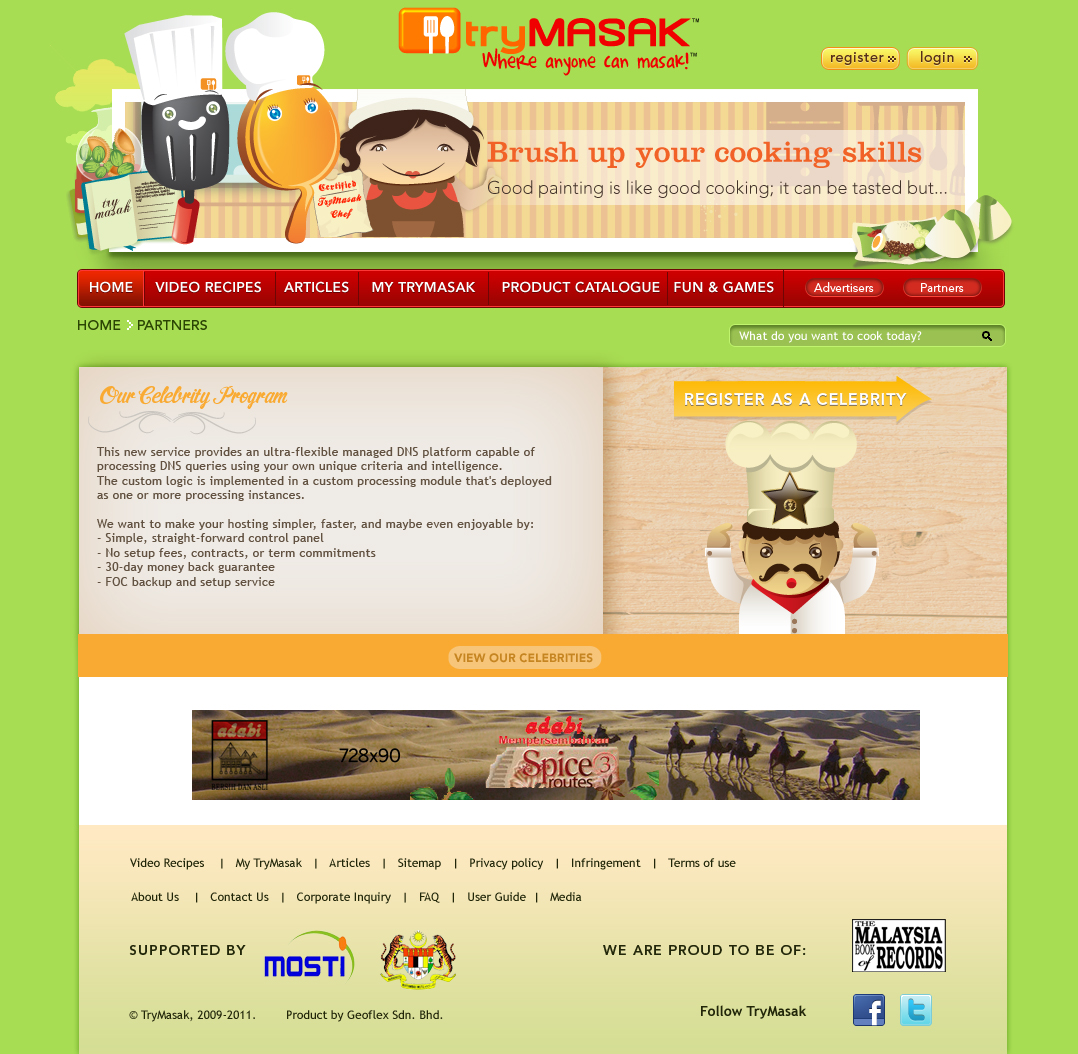 tryMASAK™
Where anyone can masak!™
register
login
Brush up your cooking skills
Good painting is like good cooking; it can be tasted but...
try
masak
Certified
TryMasak
Chef
HOME
VIDEO RECIPES
ARTICLES
MY TRYMASAK
PRODUCT CATALOGUE
FUN & GAMES
Advertisers
Partners
HOME
PARTNERS
What do you want to cook today?
Our Celebrity Program
This new service provides an ultra-flexible managed DNS platform capable of
processing DNS queries using your own unique criteria and intelligence.
The custom logic is implemented in a custom processing module that's deployed
as one or more processing instances.
We want to make your hosting simpler, faster, and maybe even enjoyable by:
- Simple, straight-forward control panel
- No setup fees, contracts, or term commitments
- 30-day money back guarantee
- FOC backup and setup service
REGISTER AS A CELEBRITY
VIEW OUR CELEBRITIES
adabi
BERSIH DAN ASLI
728x90
adabi
Mempersembahkan
Spice
routes
3
Video Recipes | My TryMasak | Articles | Sitemap | Privacy policy | Infringement | Terms of use
About Us | Contact Us | Corporate Inquiry | FAQ | User Guide | Media
SUPPORTED BY
MOSTI
WE ARE PROUD TO BE OF:
THE
MALAYSIA
BOOK of RECORDS
© TryMasak, 2009-2011.
Product by Geoflex Sdn. Bhd.
Follow TryMasak